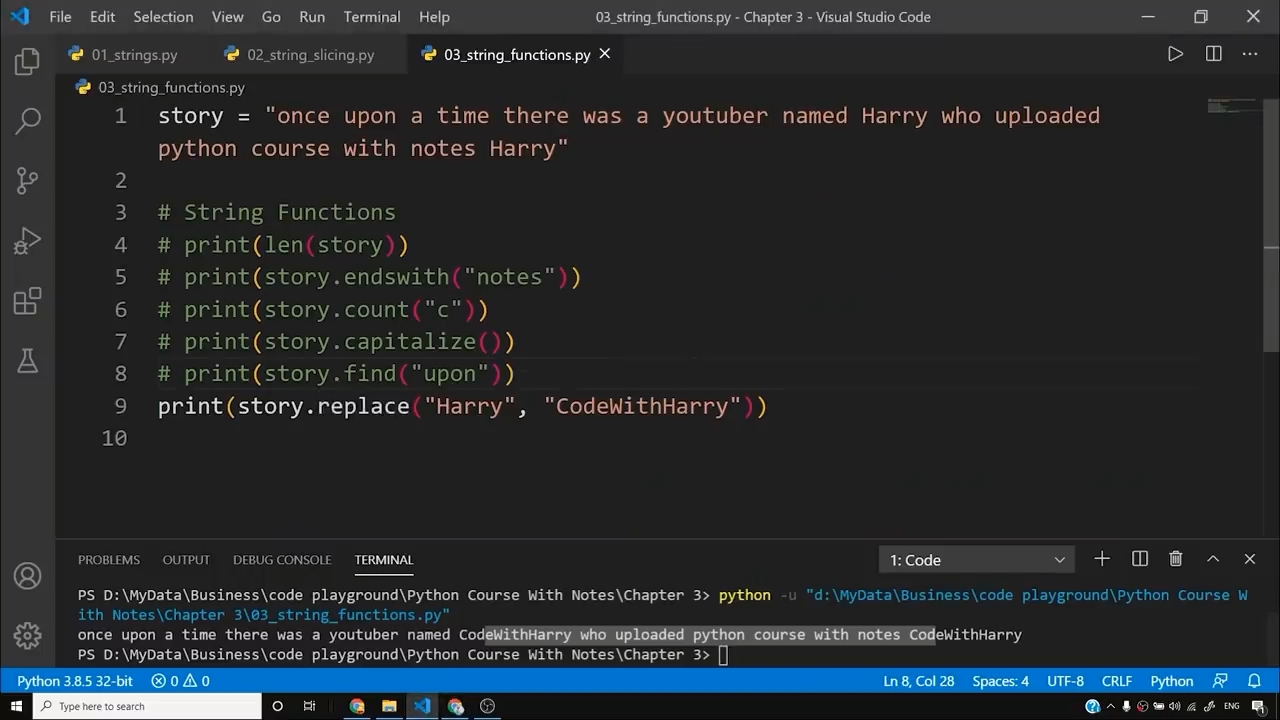 File Edit Selection View Go Run Terminal Help 03_string_functions.py - Chapter 3 - Visual Studio Code
01_strings.py 02_string_slicing.py 03_string_functions.py
03_string_functions.py
1 story = "once upon a time there was a youtuber named Harry who uploaded
python course with notes Harry"
2
3 # String Functions
4 # print(len(story))
5 # print(story.endswith("notes"))
6 # print(story.count("c"))
7 # print(story.capitalize())
8 # print(story.find("upon"))
9 print(story.replace("Harry", "CodeWithHarry"))
10
PROBLEMS OUTPUT DEBUG CONSOLE TERMINAL 1: Code
PS D:\MyData\Business\code playground\Python Course With Notes\Chapter 3> python -u "d:\MyData\Business\code playground\Python Course W
ith Notes\Chapter 3\03_string_functions.py"
once upon a time there was a youtuber named CodeWithHarry who uploaded python course with notes CodeWithHarry
PS D:\MyData\Business\code playground\Python Course With Notes\Chapter 3>
Python 3.8.5 32-bit 0 0 Ln 8, Col 28 Spaces: 4 UTF-8 CRLF Python
Type here to search ENG